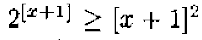 2^{[x+1]} ≥ [x + 1]^2